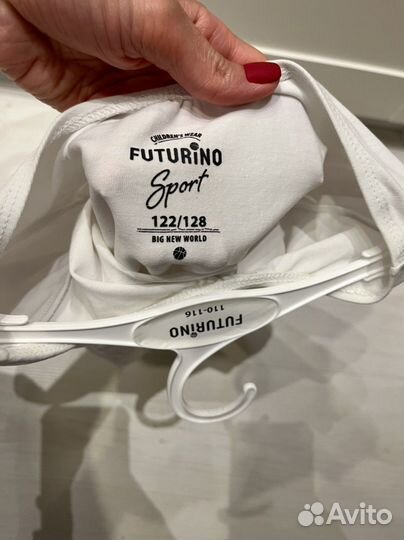 CHILDREN'S WEAR
FUTURINO
Sport
122/128
BIG NEW WORLD
FUTURINO
110-116
Avito